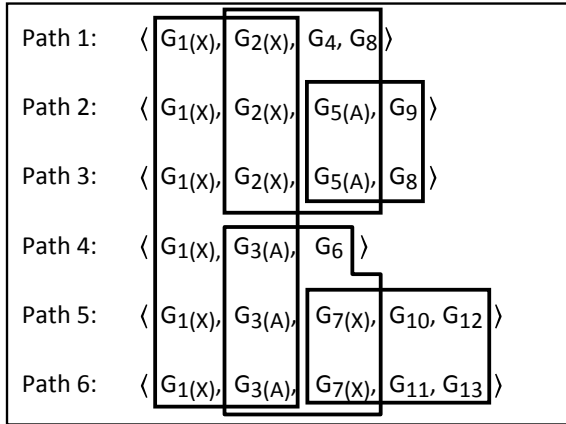 Path 1: ⟨ G1(X), G2(X), G4, G8⟩
Path 2: ⟨ G1(X), G2(X), G5(A), G9 ⟩
Path 3: ⟨ G1(X), G2(X), G5(A), G8 ⟩
Path 4: ⟨ G1(X), G3(A), G6 ⟩
Path 5: ⟨ G1(X), G3(A), G7(X), G10, G12 ⟩
Path 6: ⟨ G1(X), G3(A), G7(X), G11, G13 ⟩